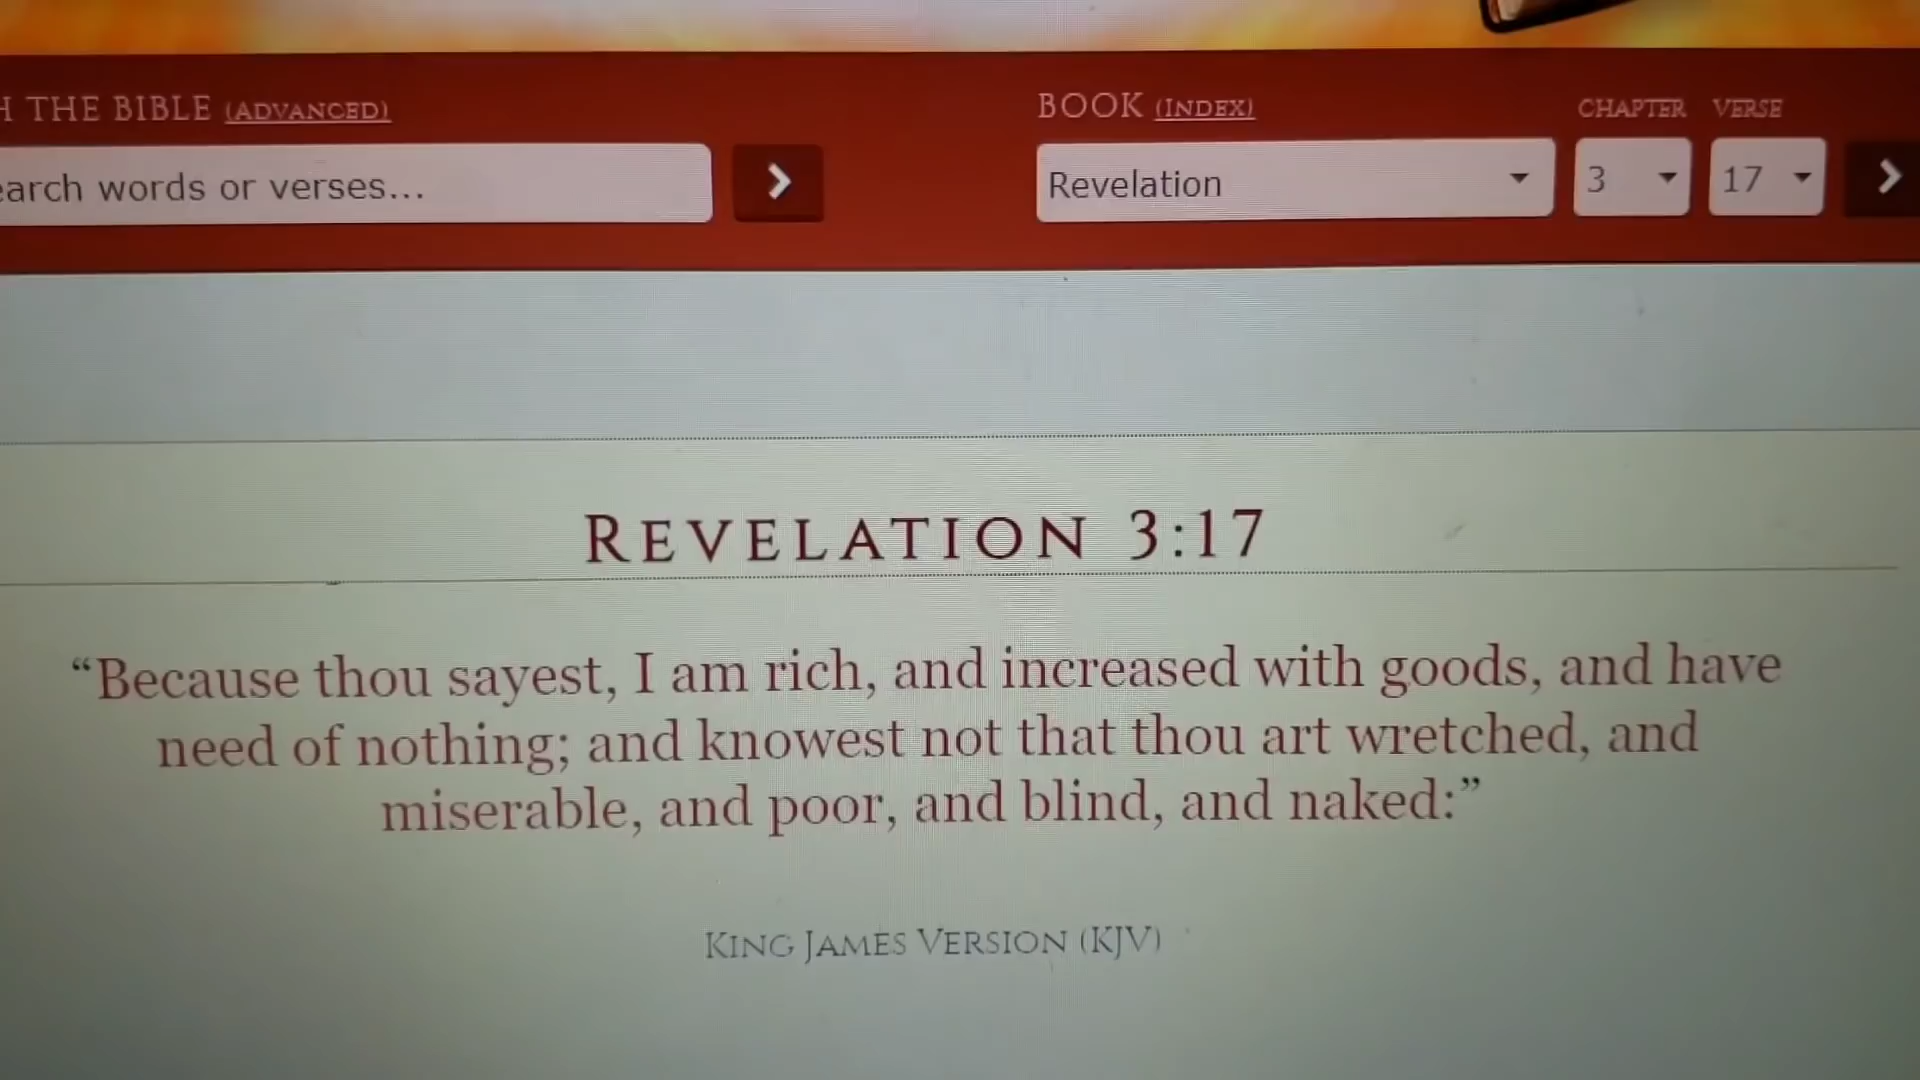 H THE BIBLE (ADVANCED)
BOOK (INDEX)
CHAPTER VERSE
earch words or verses...
Revelation
3
17
REVELATION 3:17
“Because thou sayest, I am rich, and increased with goods, and have
need of nothing; and knowest not that thou art wretched, and
miserable, and poor, and blind, and naked:”
KING JAMES VERSION (KJV)